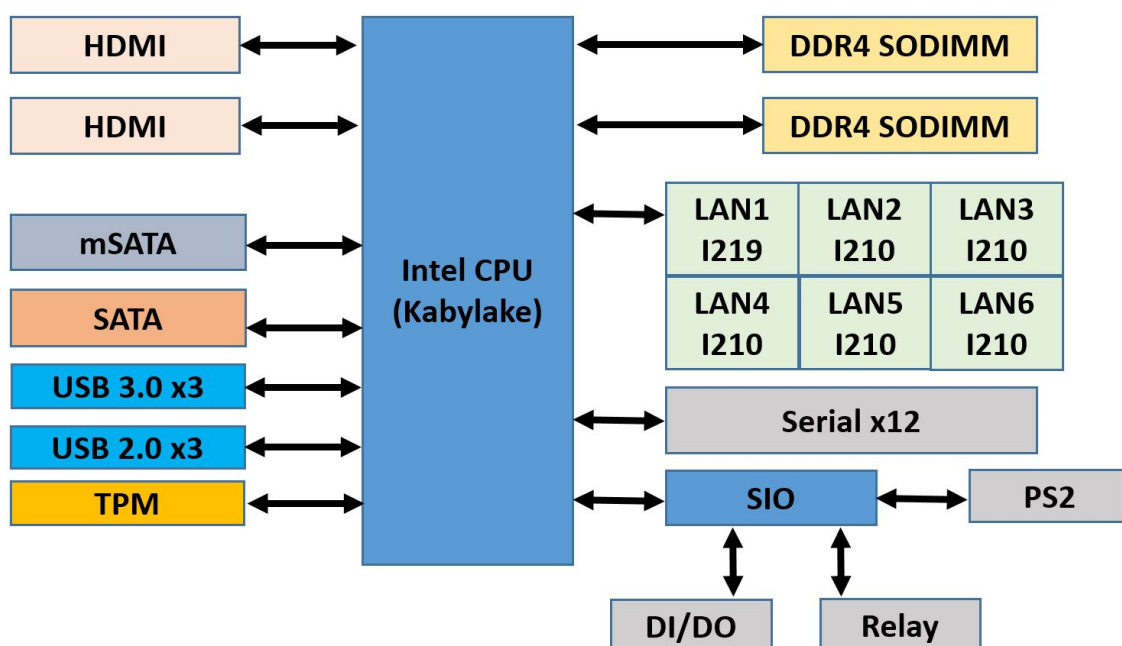 HDMI
DDR4 SODIMM
HDMI
DDR4 SODIMM
LAN1
I219
LAN2
I210
LAN3
I210
mSATA
Intel CPU
(Kabylake)
SATA
LAN4
I210
LAN5
I210
LAN6
I210
USB 3.0 x3
Serial x12
USB 2.0 x3
TPM
SIO
PS2
DI/DO
Relay